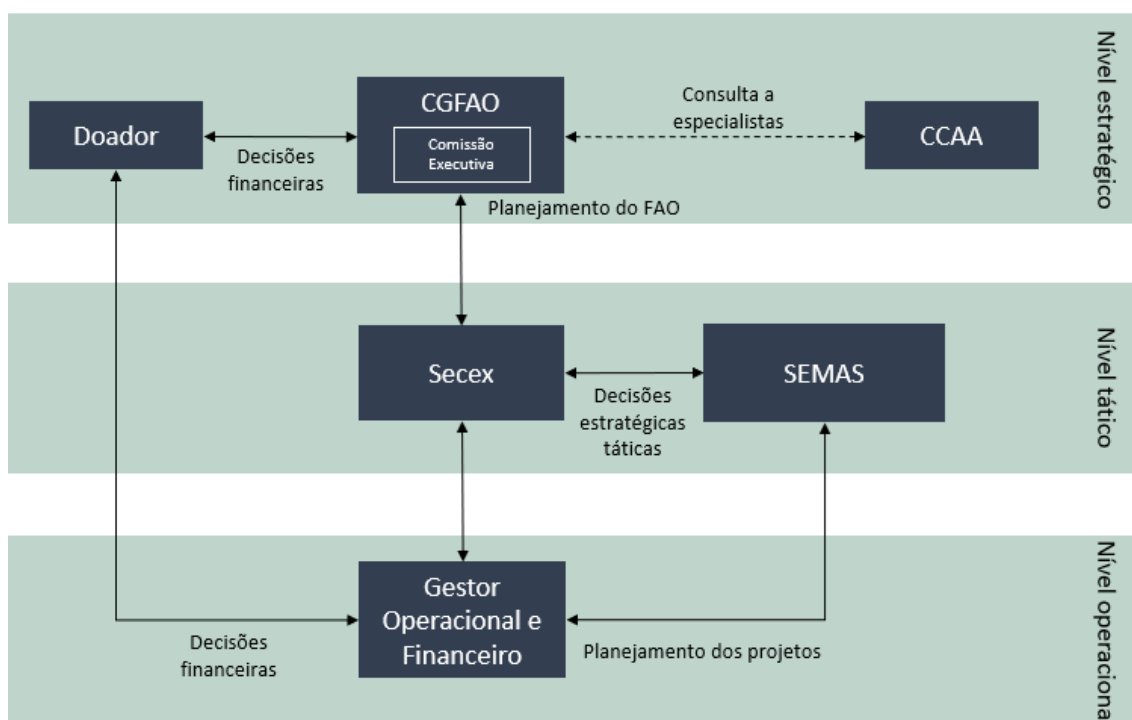 Nível estratégico
Doador
CGFAO
Comissão
Executiva
Consulta a
especialistas
CCAA
Decisões
financeiras
Planejamento do FAO
Nível tático
Secex
SEMAS
Decisões
estratégicas
táticas
Nível operaciona
Gestor
Operacional e
Financeiro
Decisões
financeiras
Planejamento dos projetos